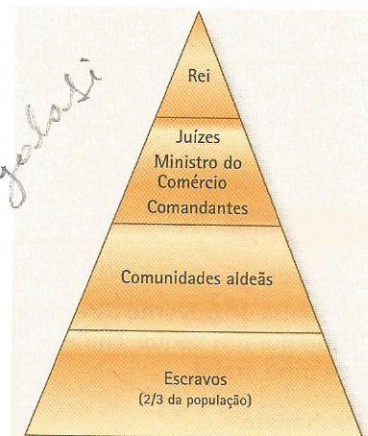 Rei
Juízes
Ministro do
Comércio
Comandantes
Comunidades aldeãs
Escravos
(2/3 da população)